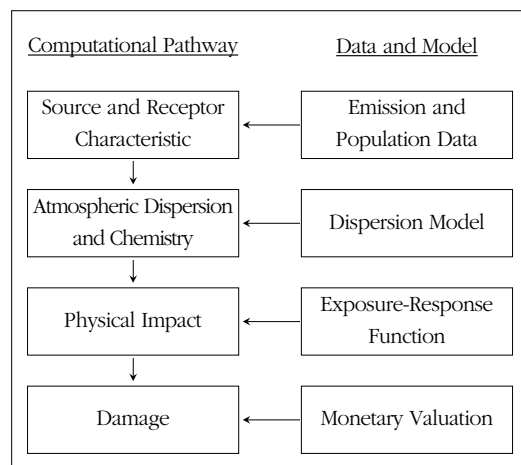 Computational Pathway
Data and Model
Source and Receptor
Characteristic
Emission and
Population Data
Atmospheric Dispersion
and Chemistry
Dispersion Model
Physical Impact
Exposure-Response
Function
Damage
Monetary Valuation